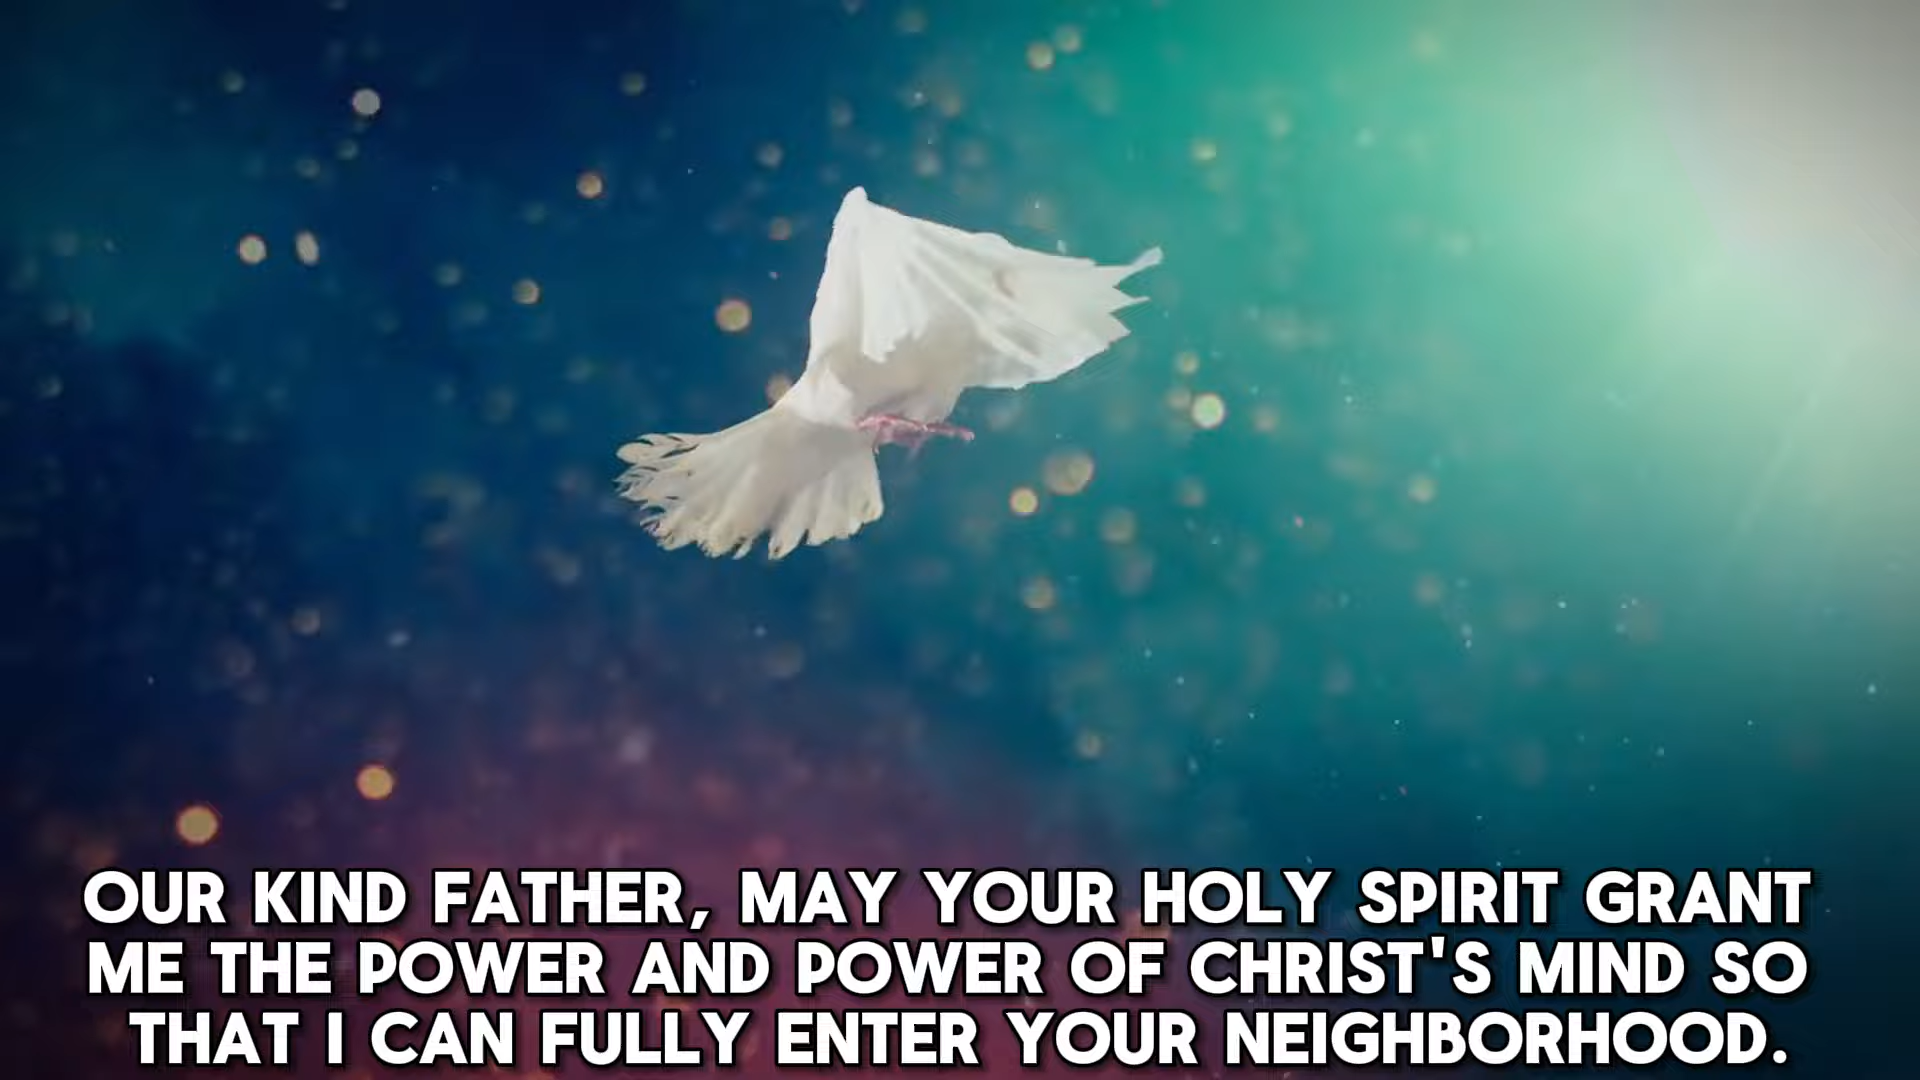 OUR KIND FATHER, MAY YOUR HOLY SPIRIT GRANT
ME THE POWER AND POWER OF CHRIST'S MIND SO
THAT I CAN FULLY ENTER YOUR NEIGHBORHOOD.